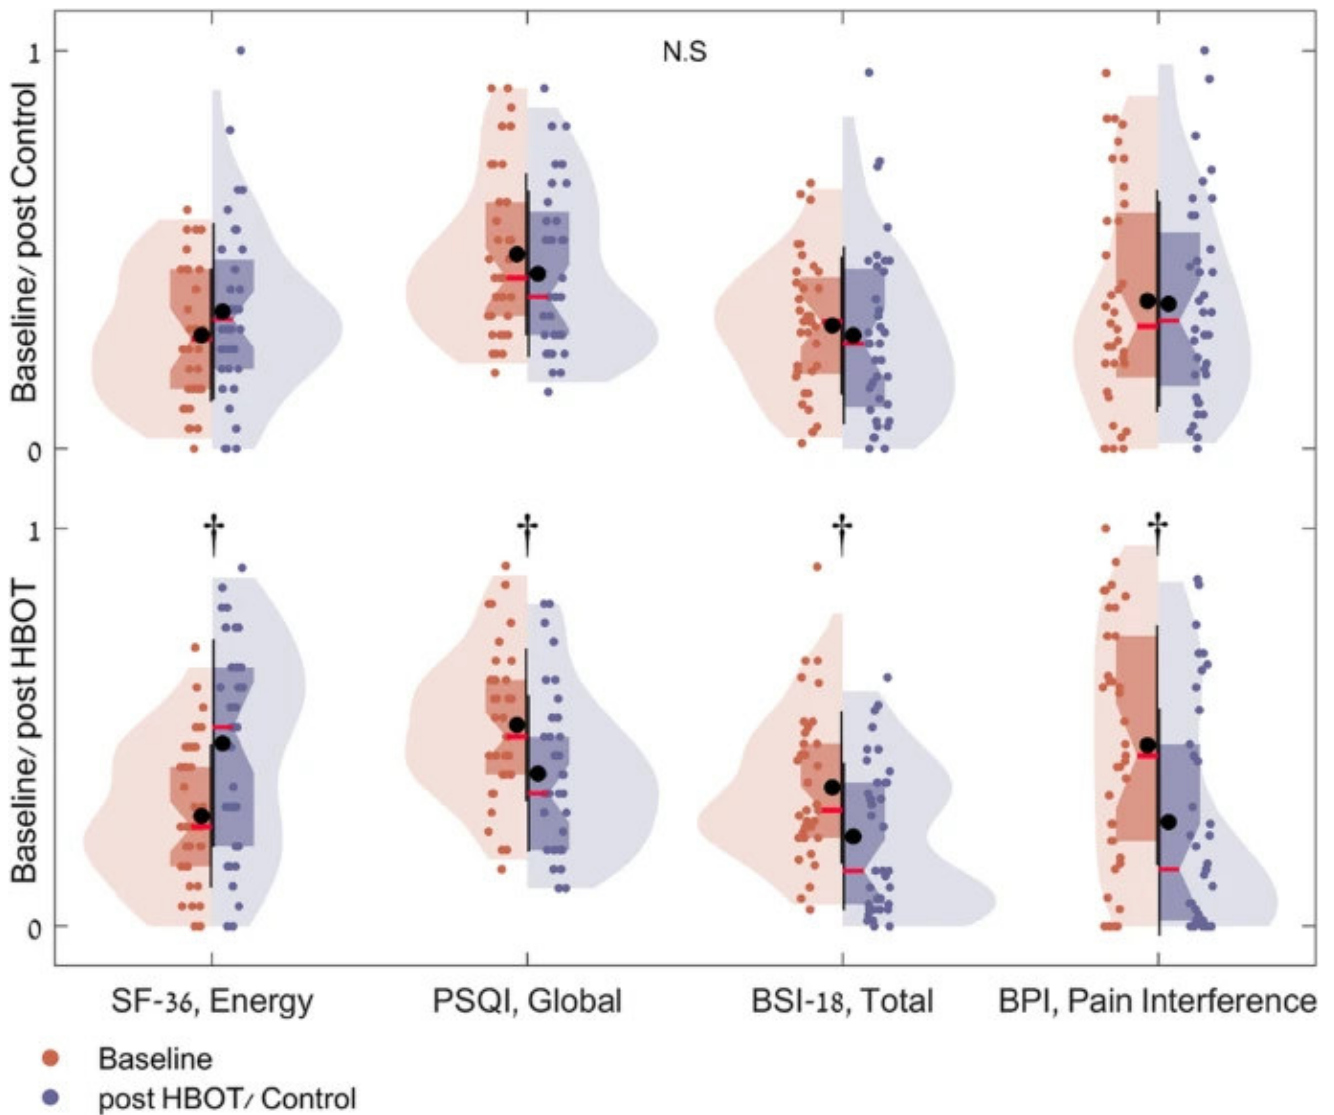 1
N.S
Baseline/ post Control
0
1
† † † †
Baseline/ post HBOT
0
SF-36, Energy PSQI, Global BSI-18, Total BPI, Pain Interference
Baseline
post HBOT/ Control